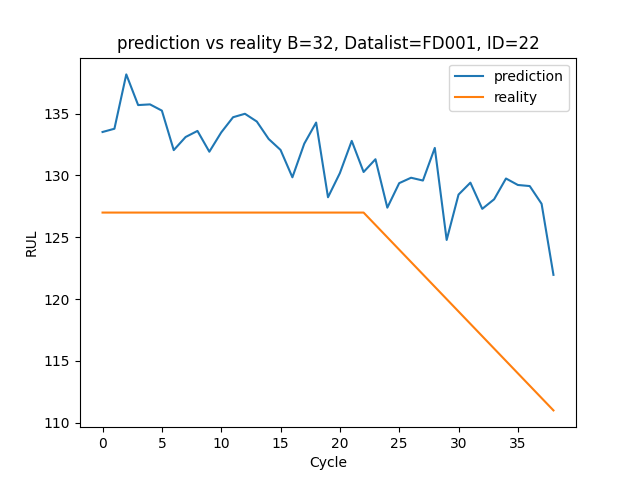 prediction vs reality B=32, Datalist=FD001, ID=22
prediction
reality
135
130
125
120
115
110
RUL
0 5 10 15 20 25 30 35
Cycle